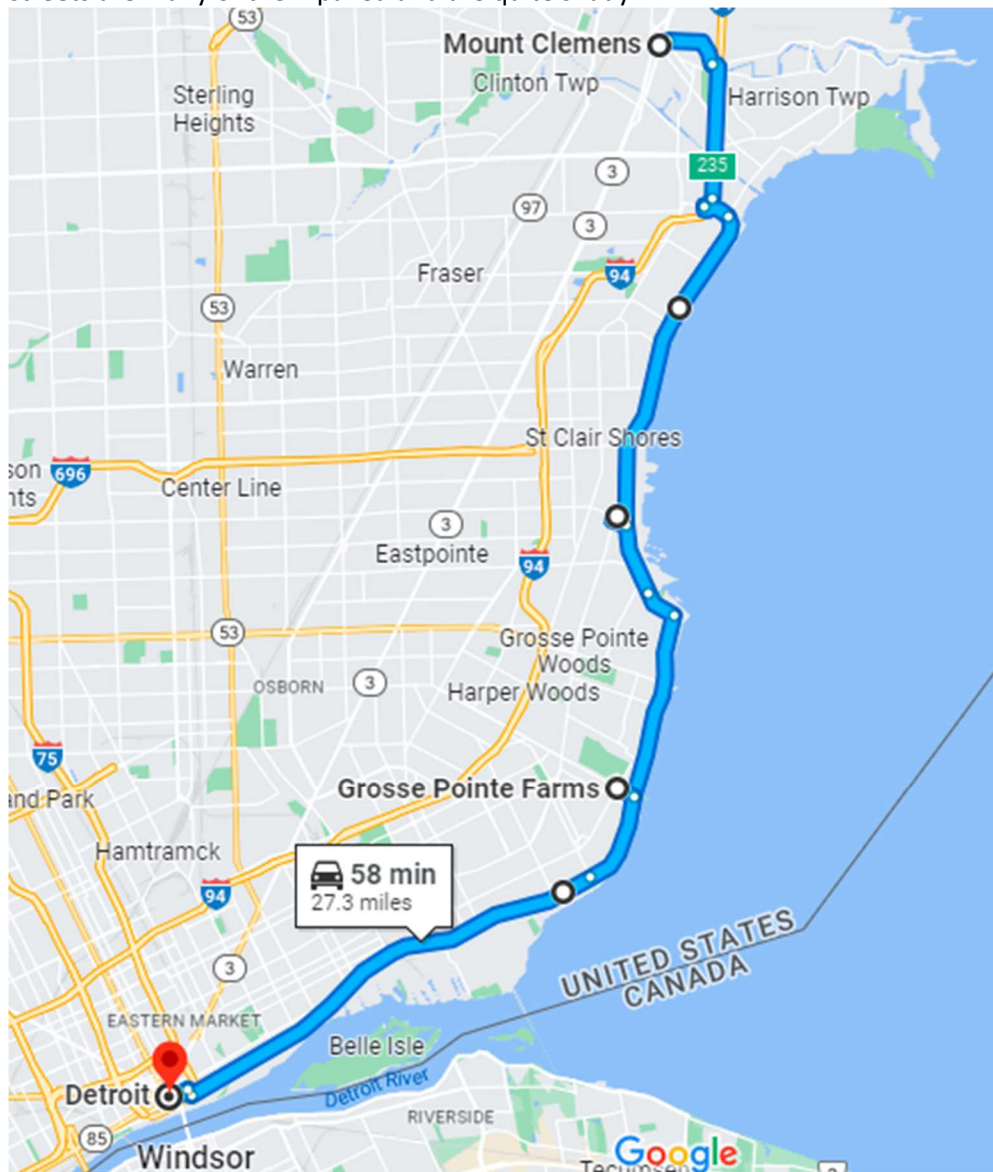 Mount Clemens
53
Clinton Twp
Sterling
Heights
Harrison Twp
235
3
97
3
94
Fraser
53
Warren
St Clair Shores
696
Center Line
3
Eastpointe
94
53
Grosse Pointe
Woods
OSBORN
3
Harper Woods
75
Grosse Pointe Farms
and Park
Hamtramck
58 min
27.3 miles
94
UNITED STATES
CANADA
3
EASTERN MARKET
Belle Isle
Detroit
Detroit River
85
RIVERSIDE
Windsor
Google